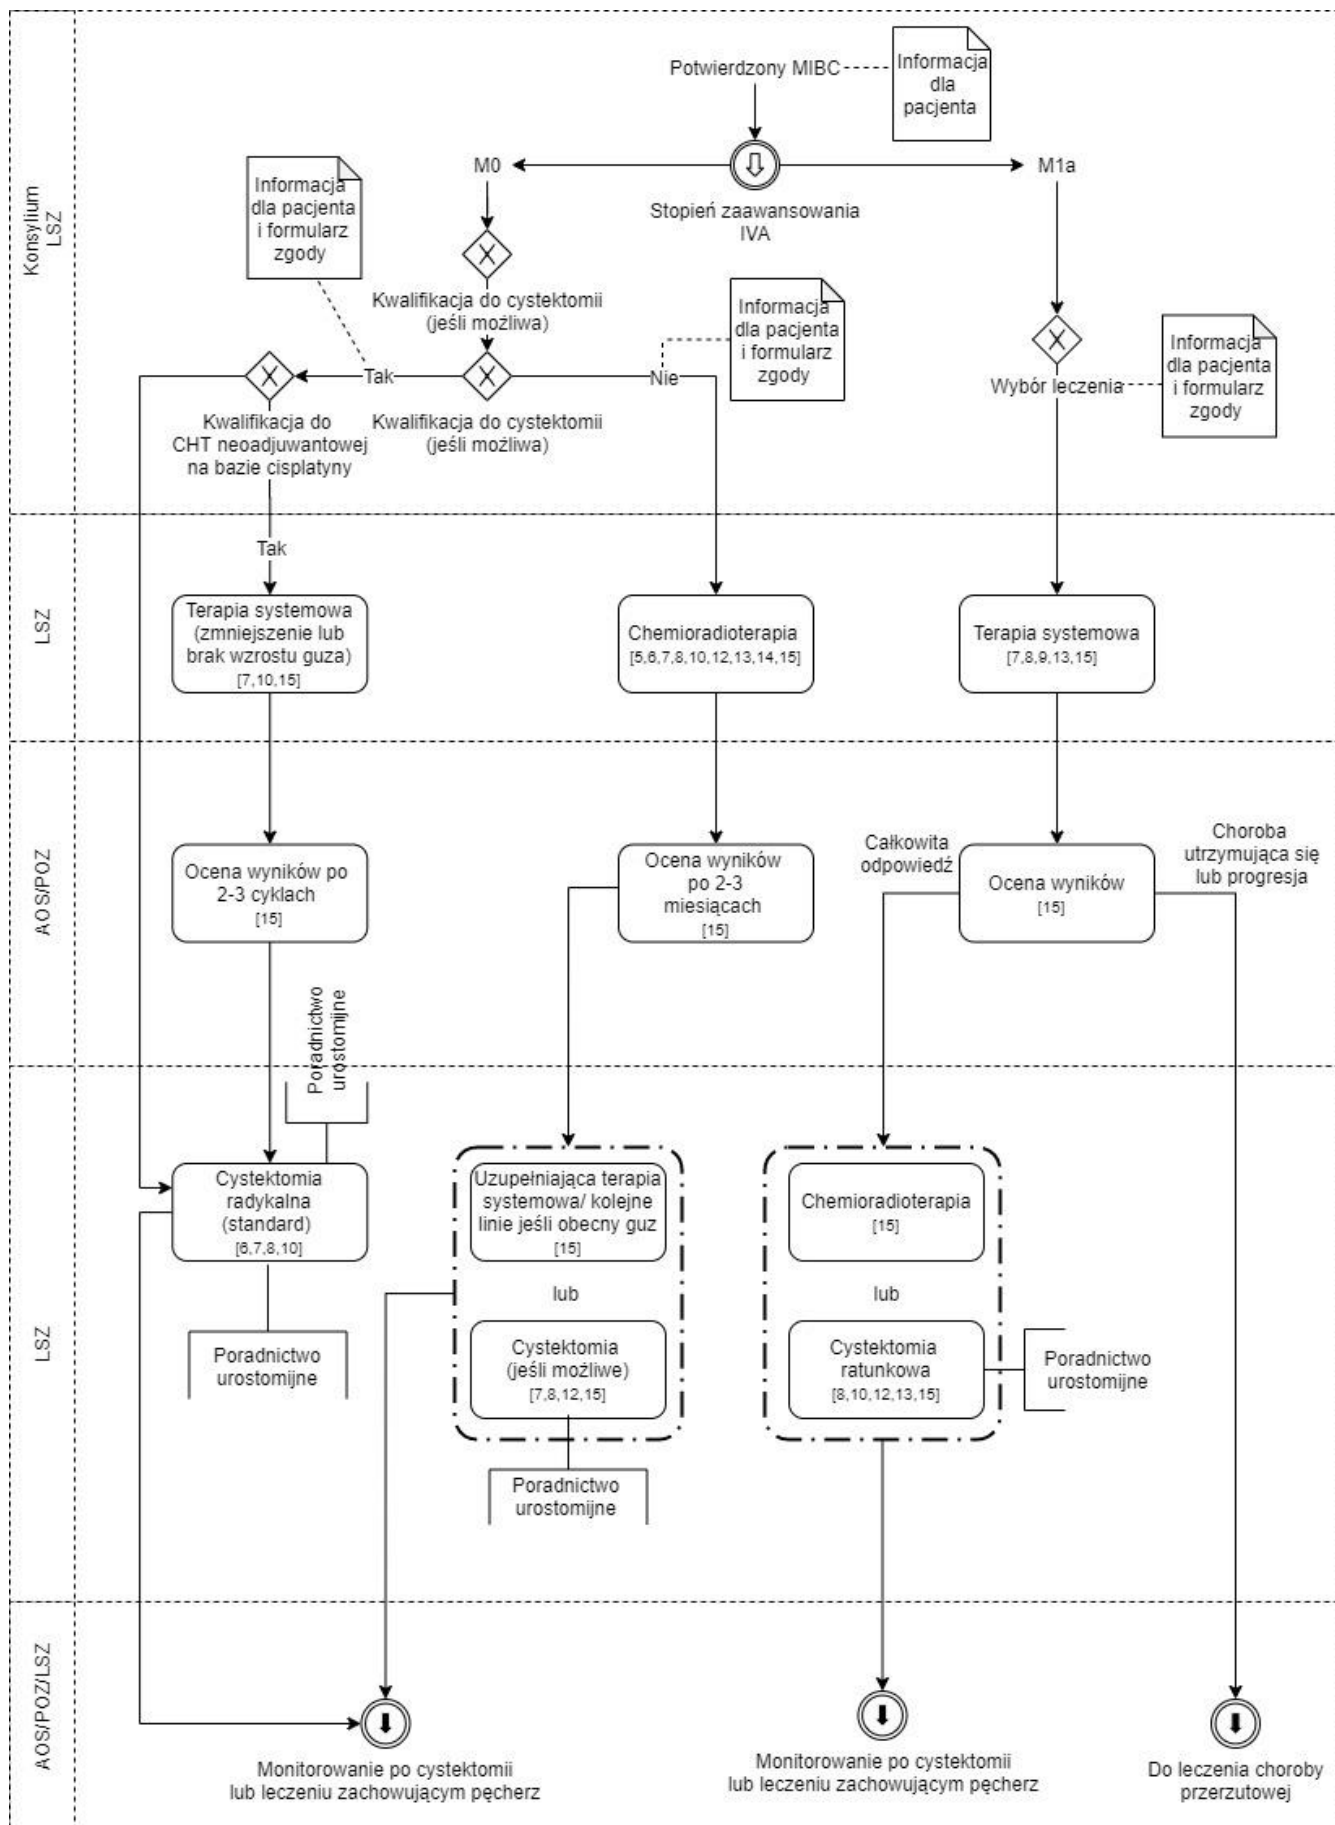 Konsylium
LSZ
Potwierdzony MIBC
Informacja
dla
pacjenta
M0
M1a
Stopień zaawansowania
IVA
Informacja
dla pacjenta
i formularz
zgody
Kwalifikacja do cystektomii
(jeśli możliwa)
Informacja
dla pacjenta
i formularz
zgody
Informacja
dla pacjenta
i formularz
zgody
Tak
Nie
Wybór leczenia
Kwalifikacja do
CHT neoadjuwantowej
na bazie cisplatyny
Kwalifikacja do cystektomii
(jeśli możliwa)
LSZ
Tak
Terapia systemowa
(zmniejszenie lub
brak wzrostu guza)
[7,10,15]
Chemioradioterapia
[5,6,7,8,10,12,13,14,15]
Terapia systemowa
[7,8,9,13,15]
AOS/POZ
Ocena wyników po
2-3 cyklach
[15]
Ocena wyników
po 2-3
miesiącach
[15]
Całkowita
odpowiedź
Ocena wyników
[15]
Choroba
utrzymująca się
lub progresja
Poradnictwo
urostomijne
LSZ
Cystektomia
radykalna
(standard)
[6,7,8,10]
Poradnictwo
urostomijne
Uzupełniająca terapia
systemowa/ kolejne
linie jeśli obecny guz
[15]
lub
Cystektomia
(jeśli możliwe)
[7,8,12,15]
Poradnictwo
urostomijne
Chemioradioterapia
[15]
lub
Cystektomia
ratunkowa
[8,10,12,13,15]
Poradnictwo
urostomijne
AOS/POZ/LSZ
Monitorowanie po cystektomii
lub leczeniu zachowującym pęcherz
Monitorowanie po cystektomii
lub leczeniu zachowującym pęcherz
Do leczenia choroby
przerzutowej